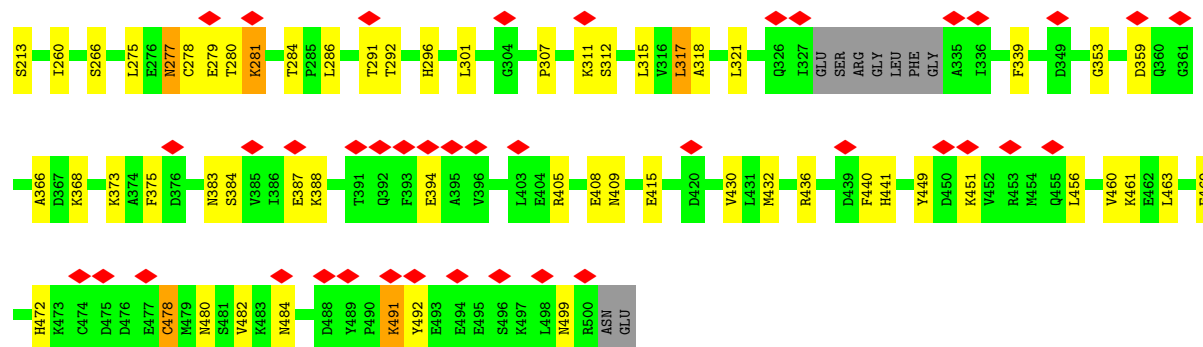 S213 I260 S266 L275 E276 N277 C278 E279 T280 K281 T284 P285 L286 T291 T292 H296 L301 G304 P307 K311 S312 L315 V316 L317 A318 L321 Q326 I327 GLU SER ARG GLY LEU PHE GLY A335 I336 F339 D349 G353 D359 Q360 G361
A366 D367 K368 K373 A374 F375 D376 N383 S384 V385 I386 E387 K388 T391 Q392 F393 E394 A395 V396 L403 E404 R405 E408 N409 E415 D420 V430 L431 M432 R436 D439 F440 H441 Y449 D450 K451 V452 R453 M454 Q455 L456 V460 K461 E462 L463
H472 K473 C474 D475 D476 E477 C478 M479 N480 S481 V482 K483 N484 D488 Y489 P490 K491 Y492 E493 E494 E495 S496 K497 L498 N499 R500 ASN GLU